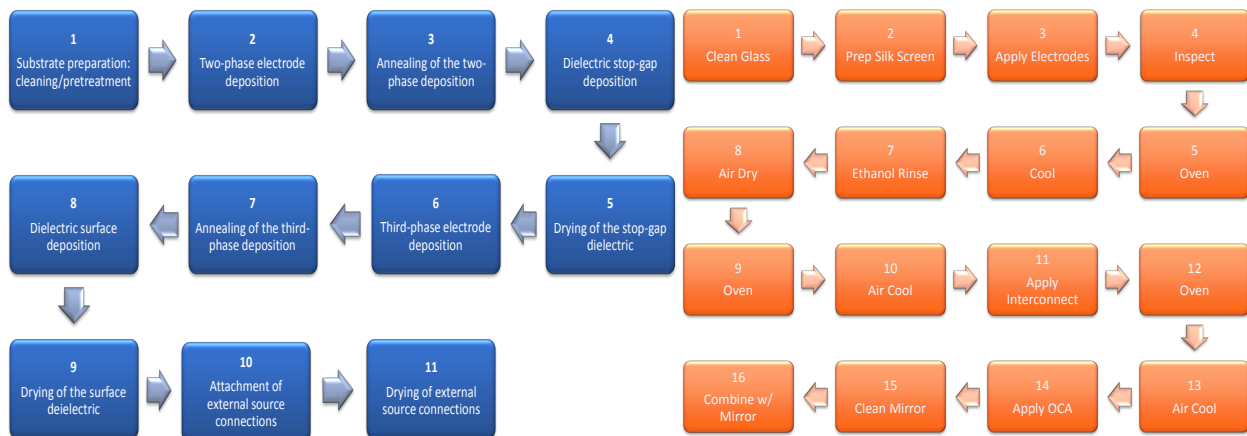 1
Substrate preparation:
cleaning/pretreatment
2
Two-phase electrode
deposition
3
Annealing of the two-
phase deposition
4
Dielectric stop-gap
deposition
5
Drying of the stop-gap
dielectric
6
Third-phase electrode
deposition
7
Annealing of the third-
phase deposition
8
Dielectric surface
deposition
9
Drying of the surface
deielectric
10
Attachment of
external source
connections
11
Drying of external
source connections
1
Clean Glass
2
Prep Silk Screen
3
Apply Electrodes
4
Inspect
5
Oven
6
Cool
7
Ethanol Rinse
8
Air Dry
9
Oven
10
Air Cool
11
Apply
Interconnect
12
Oven
13
Air Cool
14
Apply OCA
15
Clean Mirror
16
Combine w/
Mirror